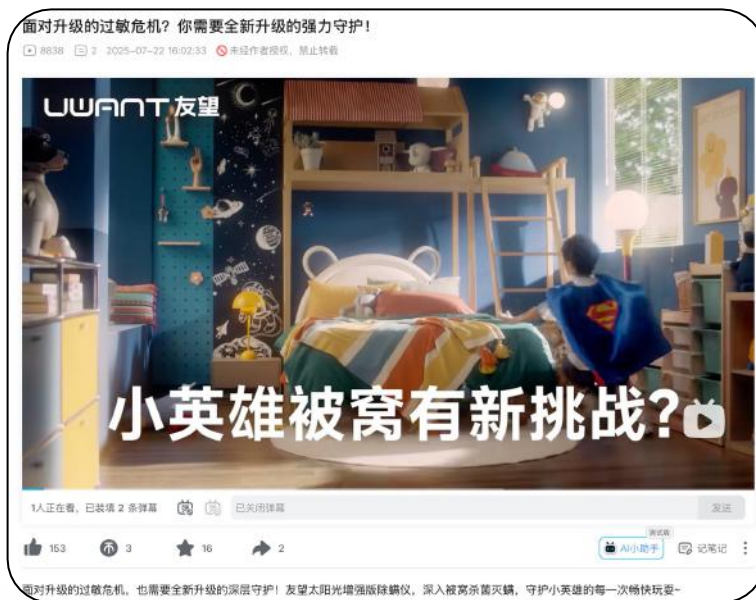 面对升级的过敏危机？你需要全新升级的强力守护！
8838 2 2025-07-22 16:02:33 未经作者授权，禁止转载
UWANT友望
小英雄被窝有新挑战？
1人正在看，已装填 2 条弹幕 已关闭弹幕 发送
测试版
153 3 16 2 AI小助手 记笔记
面对升级的过敏危机，也需要全新升级的深层守护！友望太阳光增强版除螨仪，深入被窝杀菌灭螨，守护小英雄的每一次畅快玩耍~